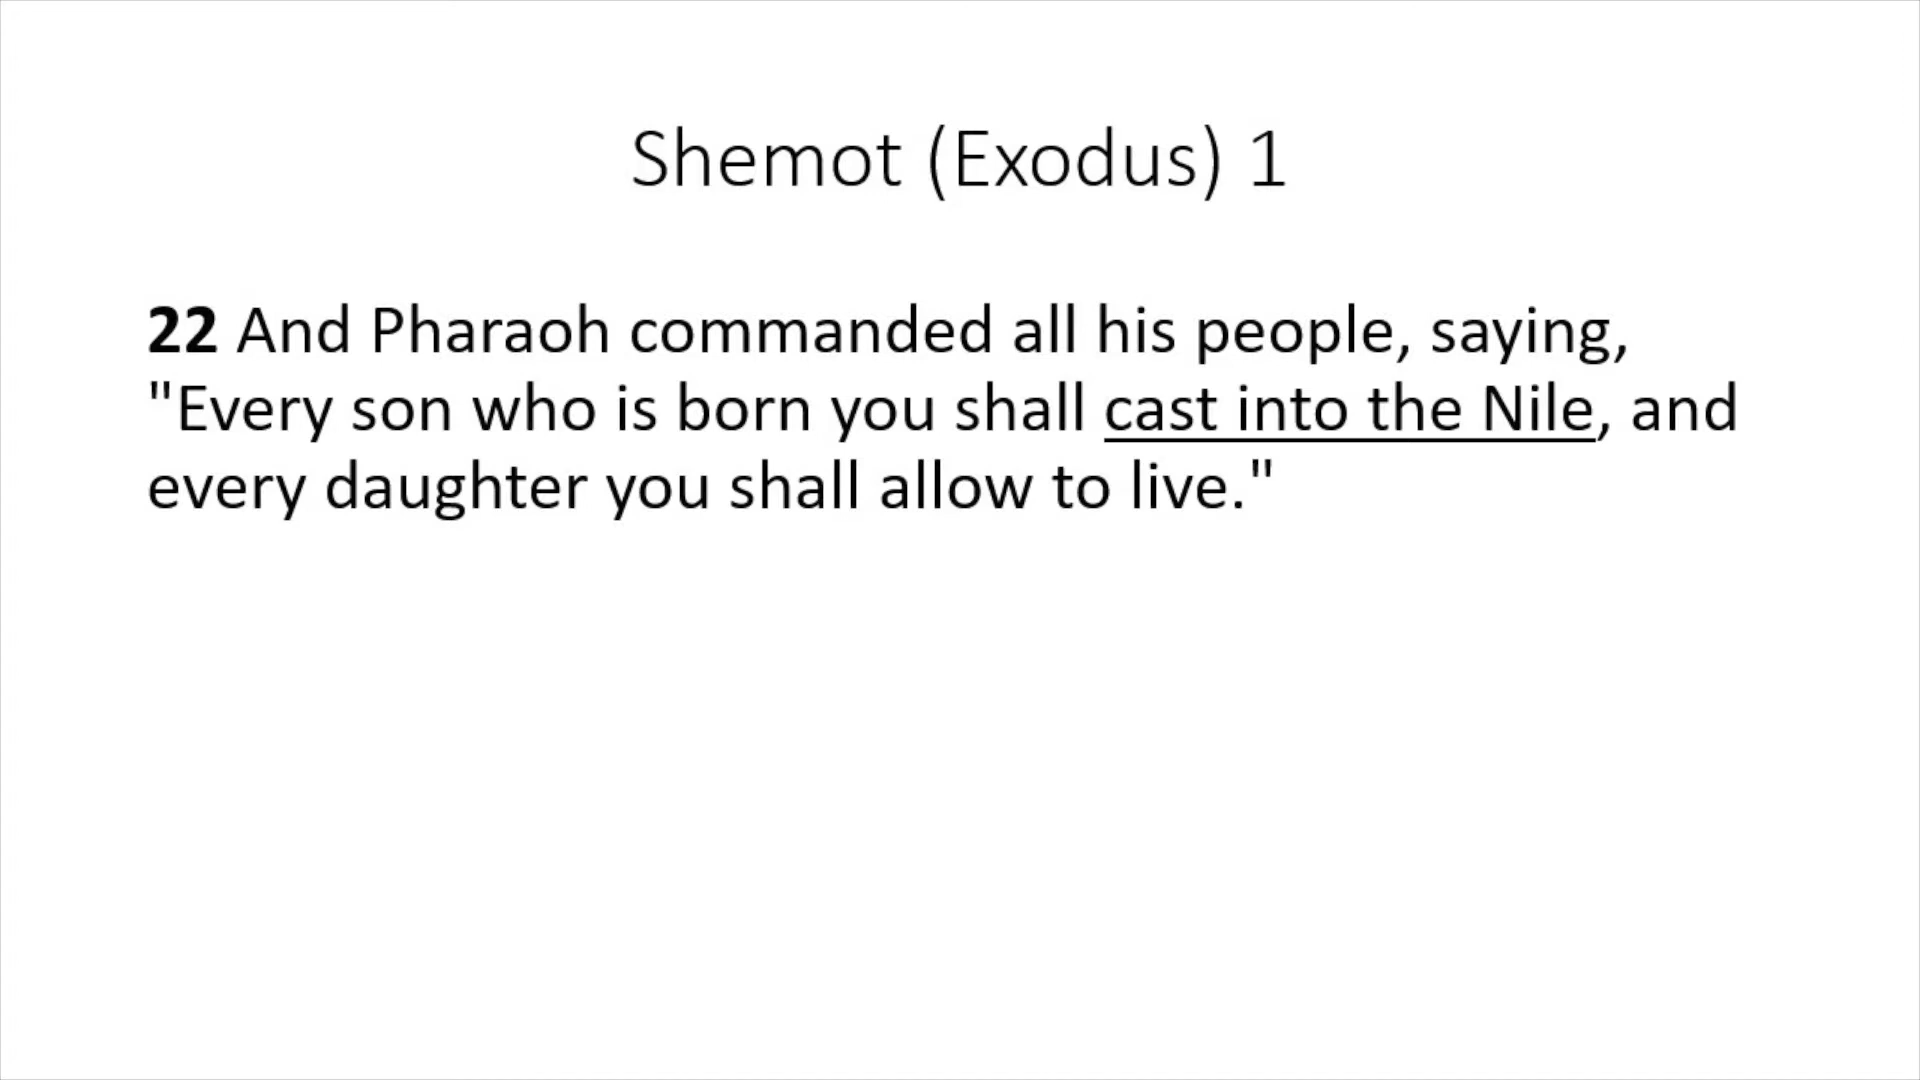 Shemot (Exodus) 1
22 And Pharaoh commanded all his people, saying,
"Every son who is born you shall cast into the Nile, and
every daughter you shall allow to live."